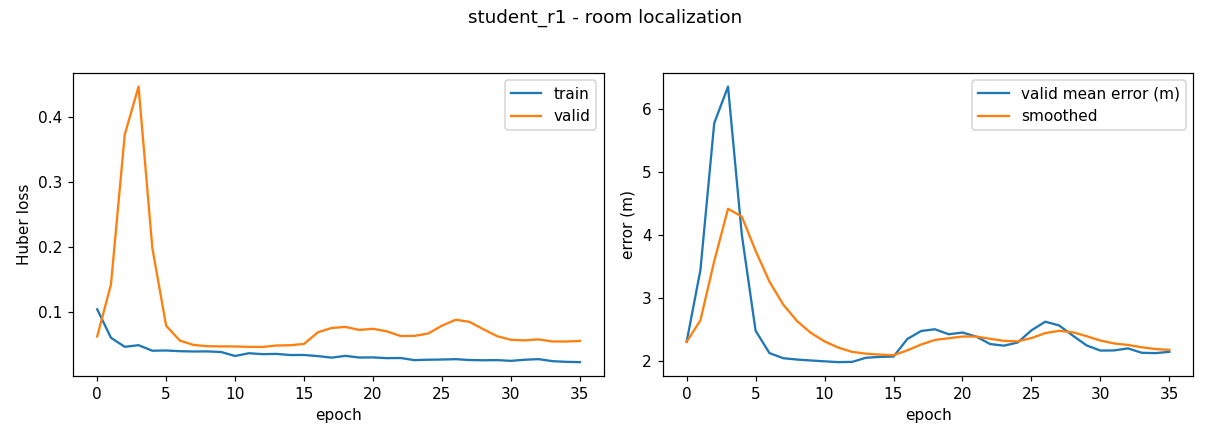 student_r1 - room localization
Huber loss
0.4
0.3
0.2
0.1
train
valid
0 5 10 15 20 25 30 35
epoch
error (m)
6
5
4
3
2
valid mean error (m)
smoothed
0 5 10 15 20 25 30 35
epoch